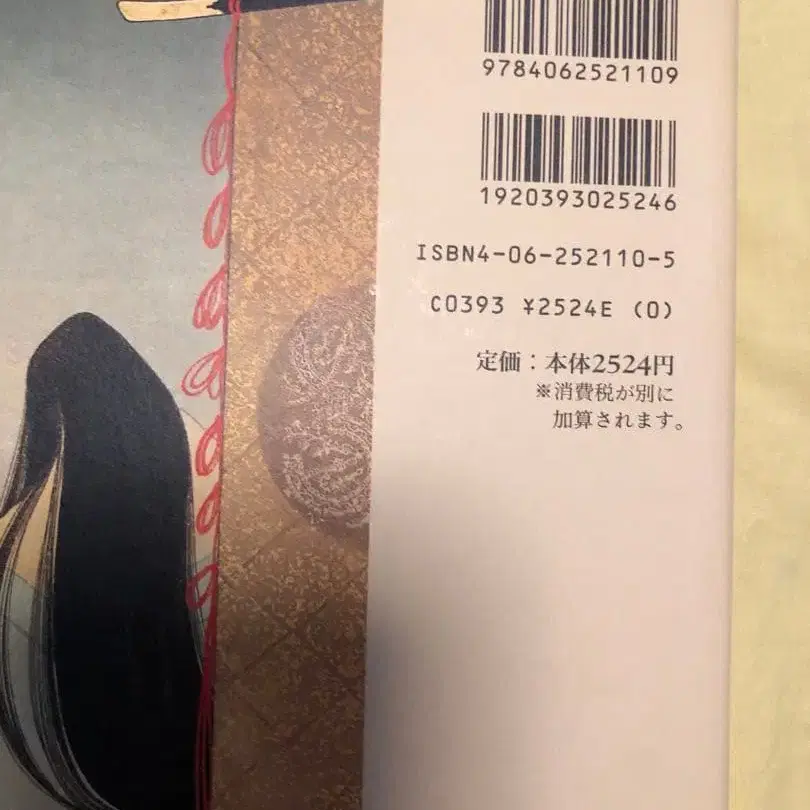 9784062521109
1920393025246
ISBN4-06-252110-5
C0393 ¥2524E (0)
定価：本体2524円
※消費税が別に
加算されます。